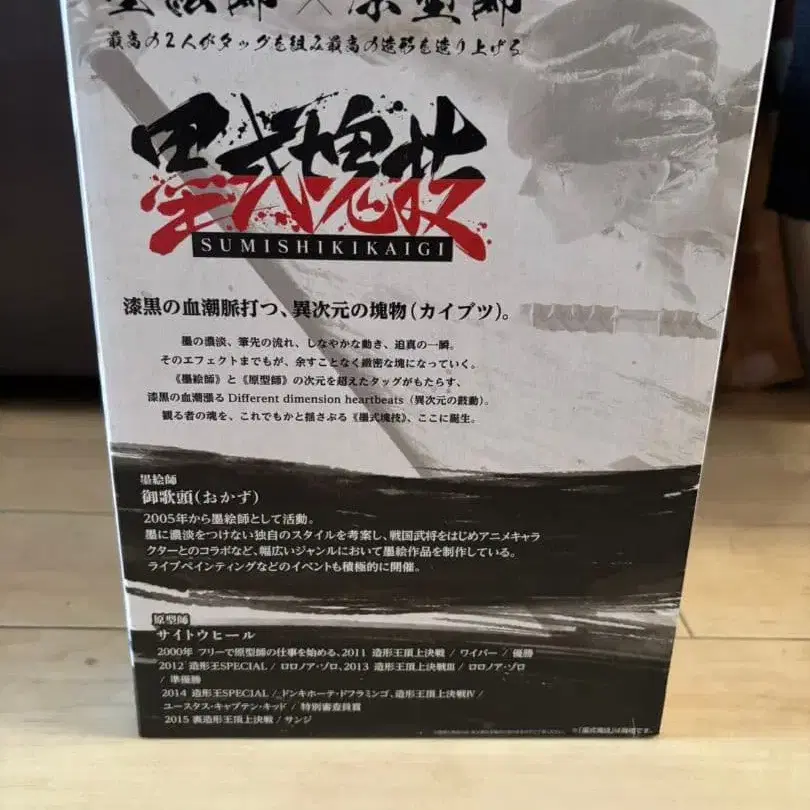 墨絵師×原型師
最高の2人がタッグを組み最高の造形を造り上げる
墨式塊技
SUMISHIKIKAIGI
漆黒の血潮脈打つ、異次元の塊物(カイブツ)。
墨の濃淡、筆先の流れ、しなやかな動き、迫真の一瞬。
そのエフェクトまでもが、余すことなく緻密な塊になっていく。
《墨絵師》と《原型師》の次元を超えたタッグがもたらす、
漆黒の血潮漲る Different dimension heartbeats (異次元の鼓動)。
観る者の魂を、これでもかと揺さぶる《墨式塊技》、ここに誕生。
墨絵師
御歌頭(おかず)
2005年から墨絵師として活動。
墨に濃淡をつけない独自のスタイルを考案し、戦国武将をはじめアニメキャラ
クターとのコラボなど、幅広いジャンルにおいて墨絵作品を制作している。
ライブペインティングなどのイベントも積極的に開催。
原型師
サイトウヒール
2000年 フリーで原型師の仕事を始める、2011 造形王頂上決戦 / ワイパー / 優勝
2012 造形王SPECIAL / ロロノア・ゾロ、2013 造形王頂上決戦III / ロロノア・ゾロ
/ 準優勝
2014 造形王SPECIAL / ドンキホーテ・ドフラミンゴ、造形王頂上決戦IV /
ユースタス・キャプテン・キッド / 特別審査員賞
2015 裏造形王頂上決戦 / サンジ
※「墨式塊技」は商標です。